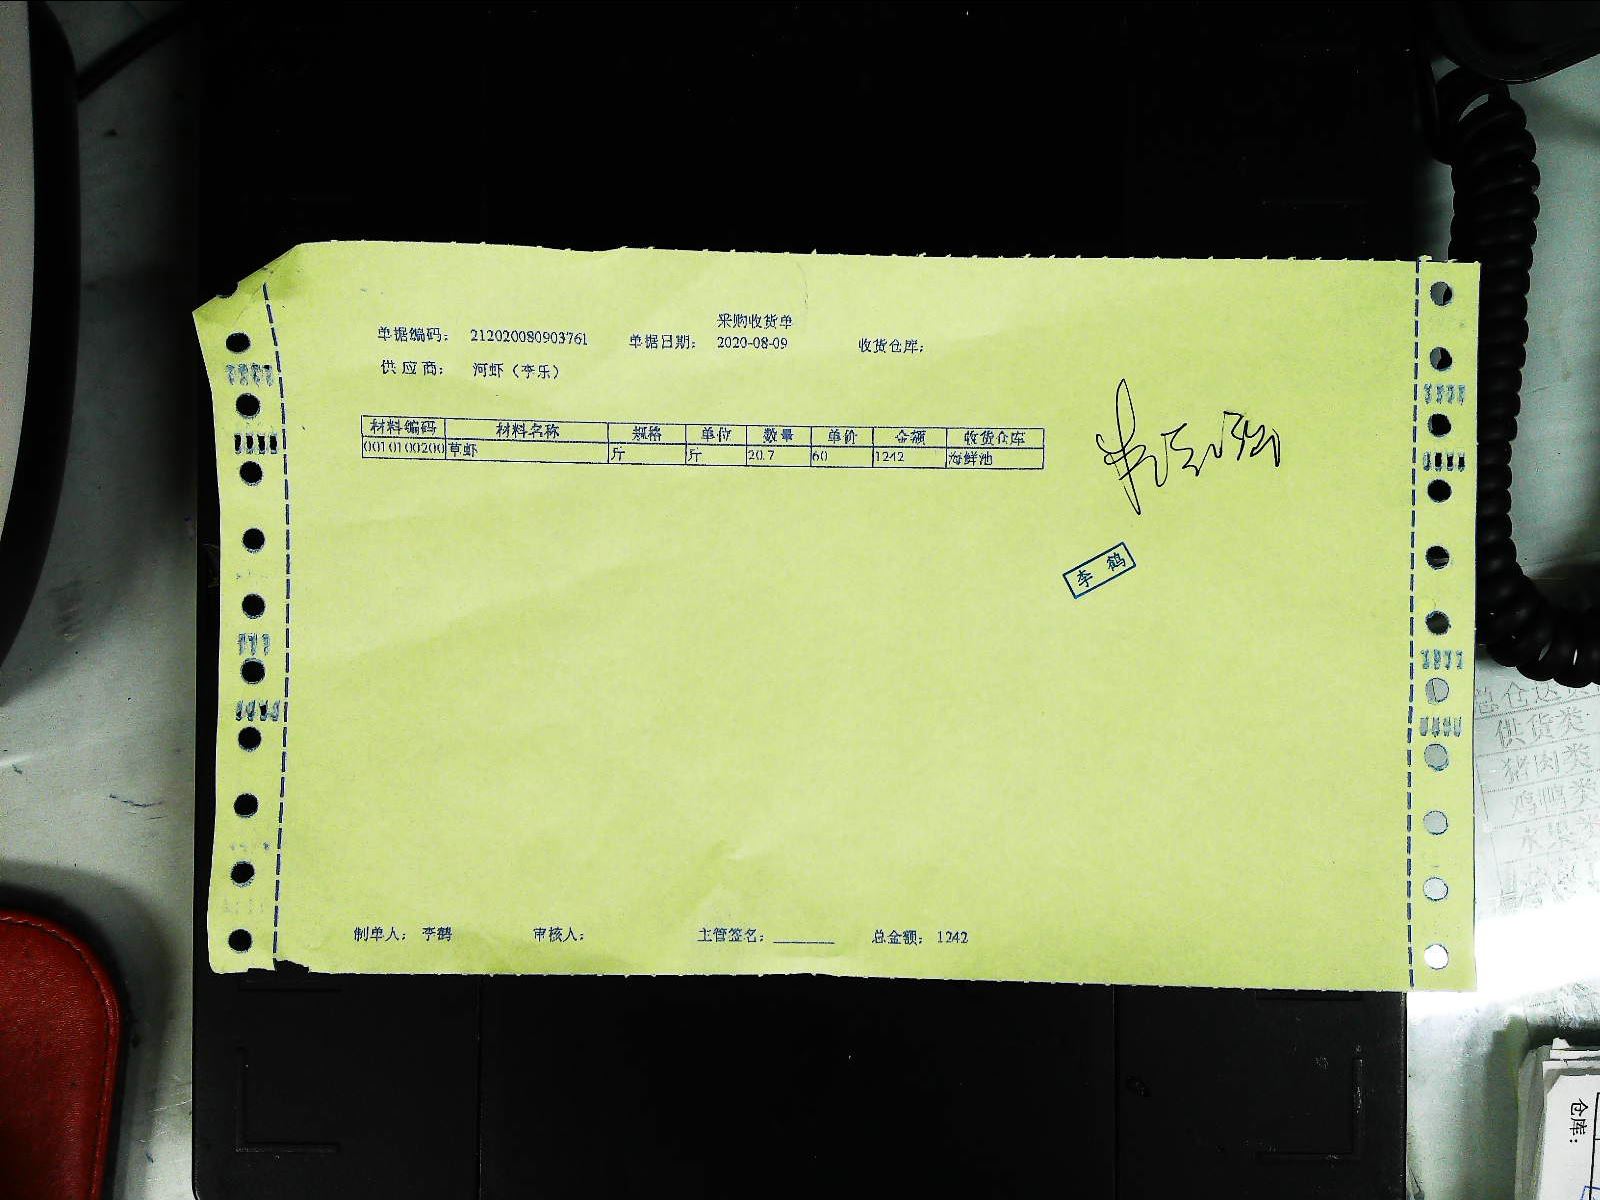 采购收货单
单据编码： 212020080903761 单据日期： 2020-08-09 收货仓库：
供应商： 河虾（李乐）
材料编码 材料名称 规格 单位 数量 单价 金额 收货仓库
0010100200 草虾 斤 斤 20.7 60 1242 海鲜池
李鹤
制单人： 李鹤 审核人： 主管签名：________ 总金额： 1242
供货类
猪肉类
鸡鸭类
仓库：